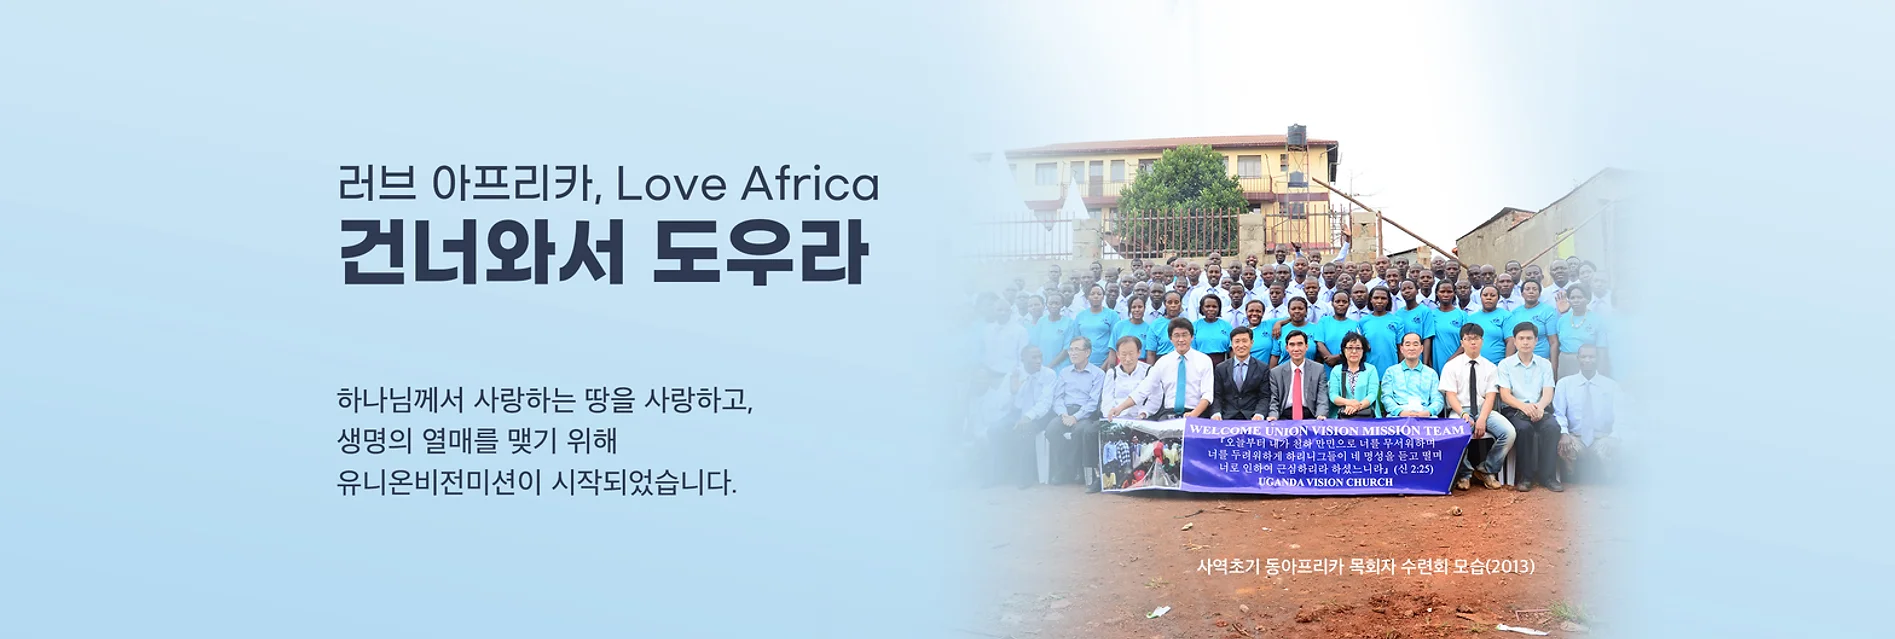 러브 아프리카, Love Africa
건너와서 도우라
하나님께서 사랑하는 땅을 사랑하고,
생명의 열매를 맺기 위해
유니온비전미션이 시작되었습니다.
WELCOME UNION VISION MISSION TEAM
『오늘부터 내가 천하 만민으로 너를 무서워하며
너를 두려워하게 하리니그들이 네 명성을 듣고 떨며
너로 인하여 근심하리라 하셨느니라』 (신 2:25)
UGANDA VISION CHURCH
사역초기 동아프리카 목회자 수련회 모습(2013)